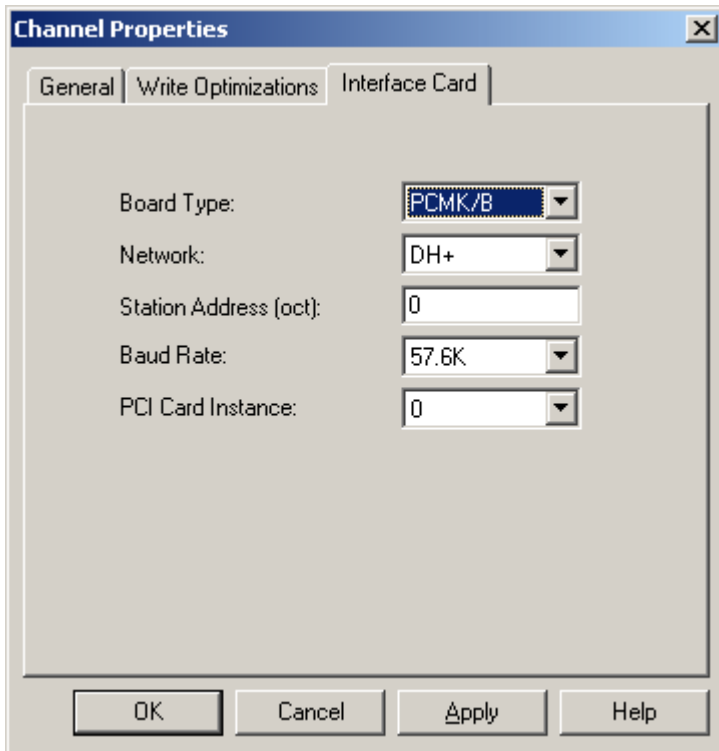 Channel Properties
General Write Optimizations Interface Card
Board Type: PCMK/B
Network: DH+
Station Address (oct): 0
Baud Rate: 57.6K
PCI Card Instance: 0
OK Cancel Apply Help